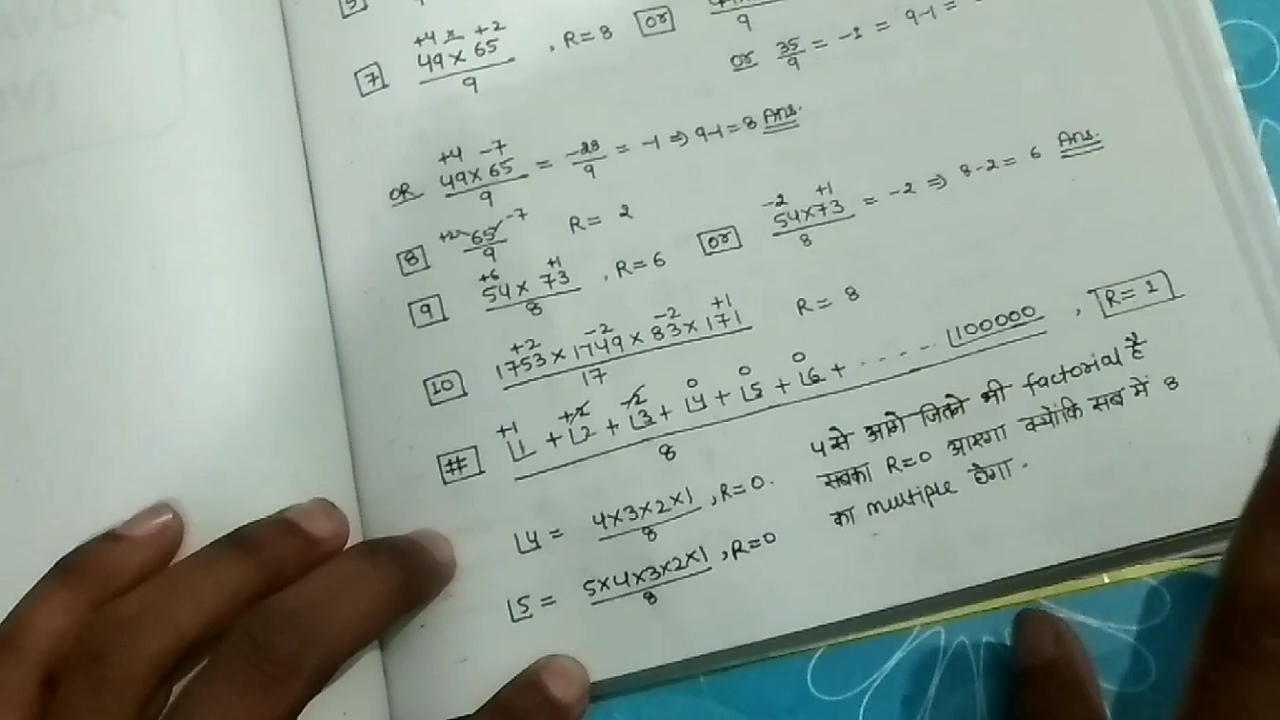 +4 +2
7 49×65 / 9 , R=8 or
9
or 35/9 = -1 = 9-1 =
+4 -7
OR 49×65 / 9 = -28/9 = -1 ⇒ 9-1=8 Ans.
8 65/9 -7 R= 2
+6 +1
9 54×73 / 8 , R=6 or
-2 +1
54×73 / 8 = -2 ⇒ 8-2= 6 Ans.
+2 -2 -2 +1
10 1753×1749×83×171 / 17 R= 8
+1 +2 -2 0 0 0
# |1 + |2 + |3 + |4 + |5 + |6 + ..... |100000 / 8 , R=1
4 से आगे जितने भी factorial है
सबका R=0 आएगा क्योकि सब में 8
का multiple होगा.
|4 = 4×3×2×1 / 8 , R=0.
|5 = 5×4×3×2×1 / 8 , R=0